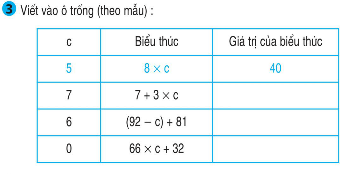 3 Viết vào ô trống (theo mẫu) :
c Biểu thức Giá trị của biểu thức
5 8 × c 40
7 7 + 3 × c
6 (92 – c) + 81
0 66 × c + 32